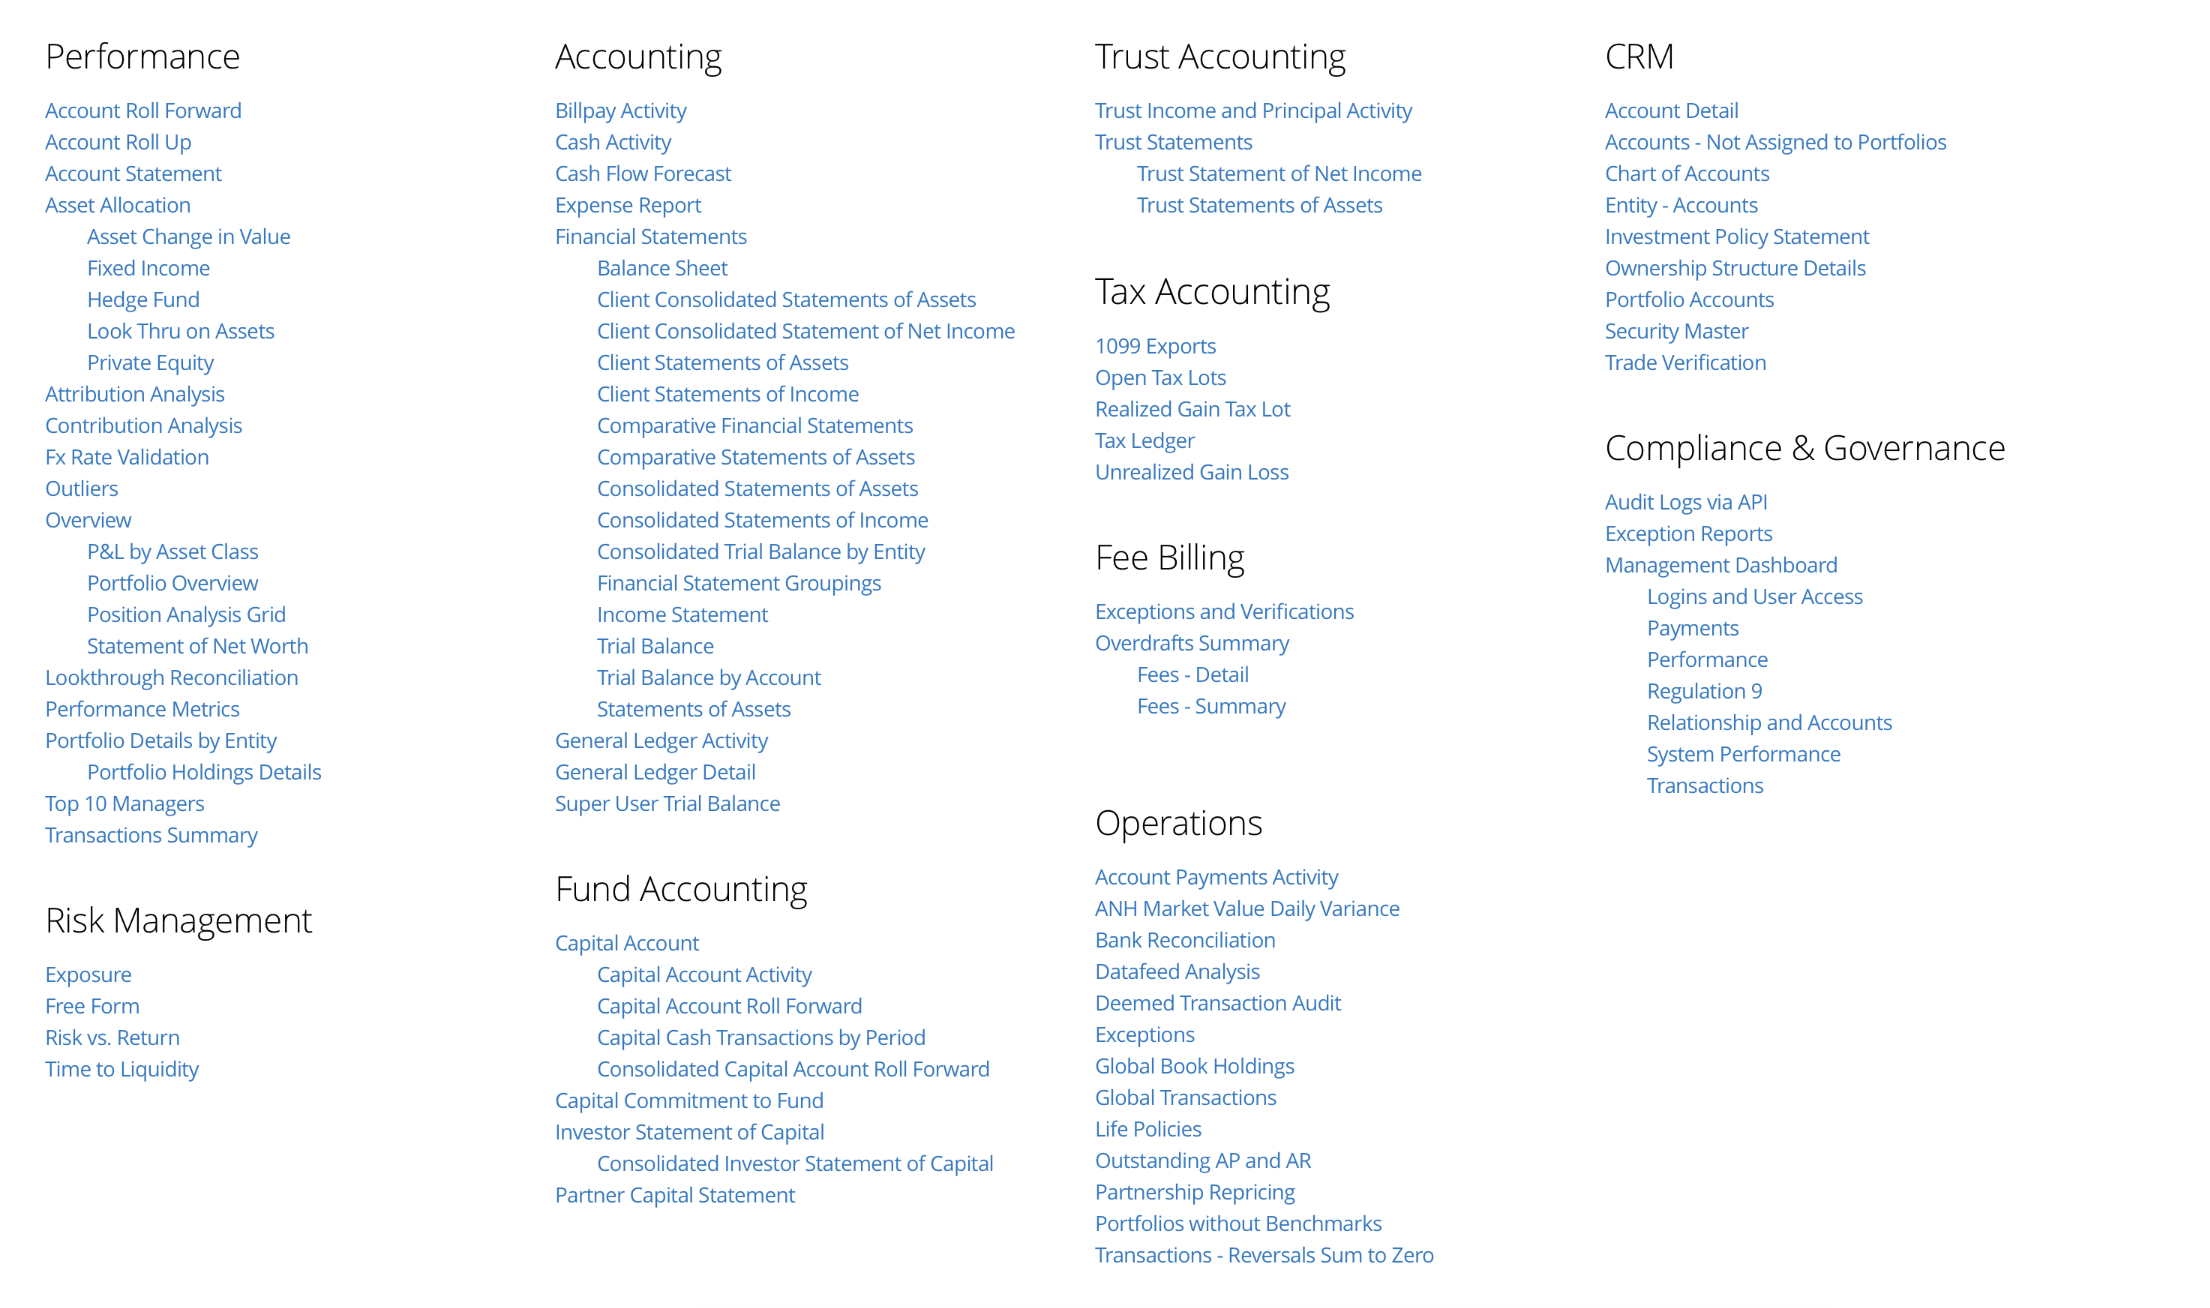 Performance
Account Roll Forward
Account Roll Up
Account Statement
Asset Allocation
Asset Change in Value
Fixed Income
Hedge Fund
Look Thru on Assets
Private Equity
Attribution Analysis
Contribution Analysis
Fx Rate Validation
Outliers
Overview
P&L by Asset Class
Portfolio Overview
Position Analysis Grid
Statement of Net Worth
Lookthrough Reconciliation
Performance Metrics
Portfolio Details by Entity
Portfolio Holdings Details
Top 10 Managers
Transactions Summary
Risk Management
Exposure
Free Form
Risk vs. Return
Time to Liquidity
Accounting
Billpay Activity
Cash Activity
Cash Flow Forecast
Expense Report
Financial Statements
Balance Sheet
Client Consolidated Statements of Assets
Client Consolidated Statement of Net Income
Client Statements of Assets
Client Statements of Income
Comparative Financial Statements
Comparative Statements of Assets
Consolidated Statements of Assets
Consolidated Statements of Income
Consolidated Trial Balance by Entity
Financial Statement Groupings
Income Statement
Trial Balance
Trial Balance by Account
Statements of Assets
General Ledger Activity
General Ledger Detail
Super User Trial Balance
Fund Accounting
Capital Account
Capital Account Activity
Capital Account Roll Forward
Capital Cash Transactions by Period
Consolidated Capital Account Roll Forward
Capital Commitment to Fund
Investor Statement of Capital
Consolidated Investor Statement of Capital
Partner Capital Statement
Trust Accounting
Trust Income and Principal Activity
Trust Statements
Trust Statement of Net Income
Trust Statements of Assets
Tax Accounting
1099 Exports
Open Tax Lots
Realized Gain Tax Lot
Tax Ledger
Unrealized Gain Loss
Fee Billing
Exceptions and Verifications
Overdrafts Summary
Fees - Detail
Fees - Summary
Operations
Account Payments Activity
ANH Market Value Daily Variance
Bank Reconciliation
Datafeed Analysis
Deemed Transaction Audit
Exceptions
Global Book Holdings
Global Transactions
Life Policies
Outstanding AP and AR
Partnership Repricing
Portfolios without Benchmarks
Transactions - Reversals Sum to Zero
CRM
Account Detail
Accounts - Not Assigned to Portfolios
Chart of Accounts
Entity - Accounts
Investment Policy Statement
Ownership Structure Details
Portfolio Accounts
Security Master
Trade Verification
Compliance & Governance
Audit Logs via API
Exception Reports
Management Dashboard
Logins and User Access
Payments
Performance
Regulation 9
Relationship and Accounts
System Performance
Transactions